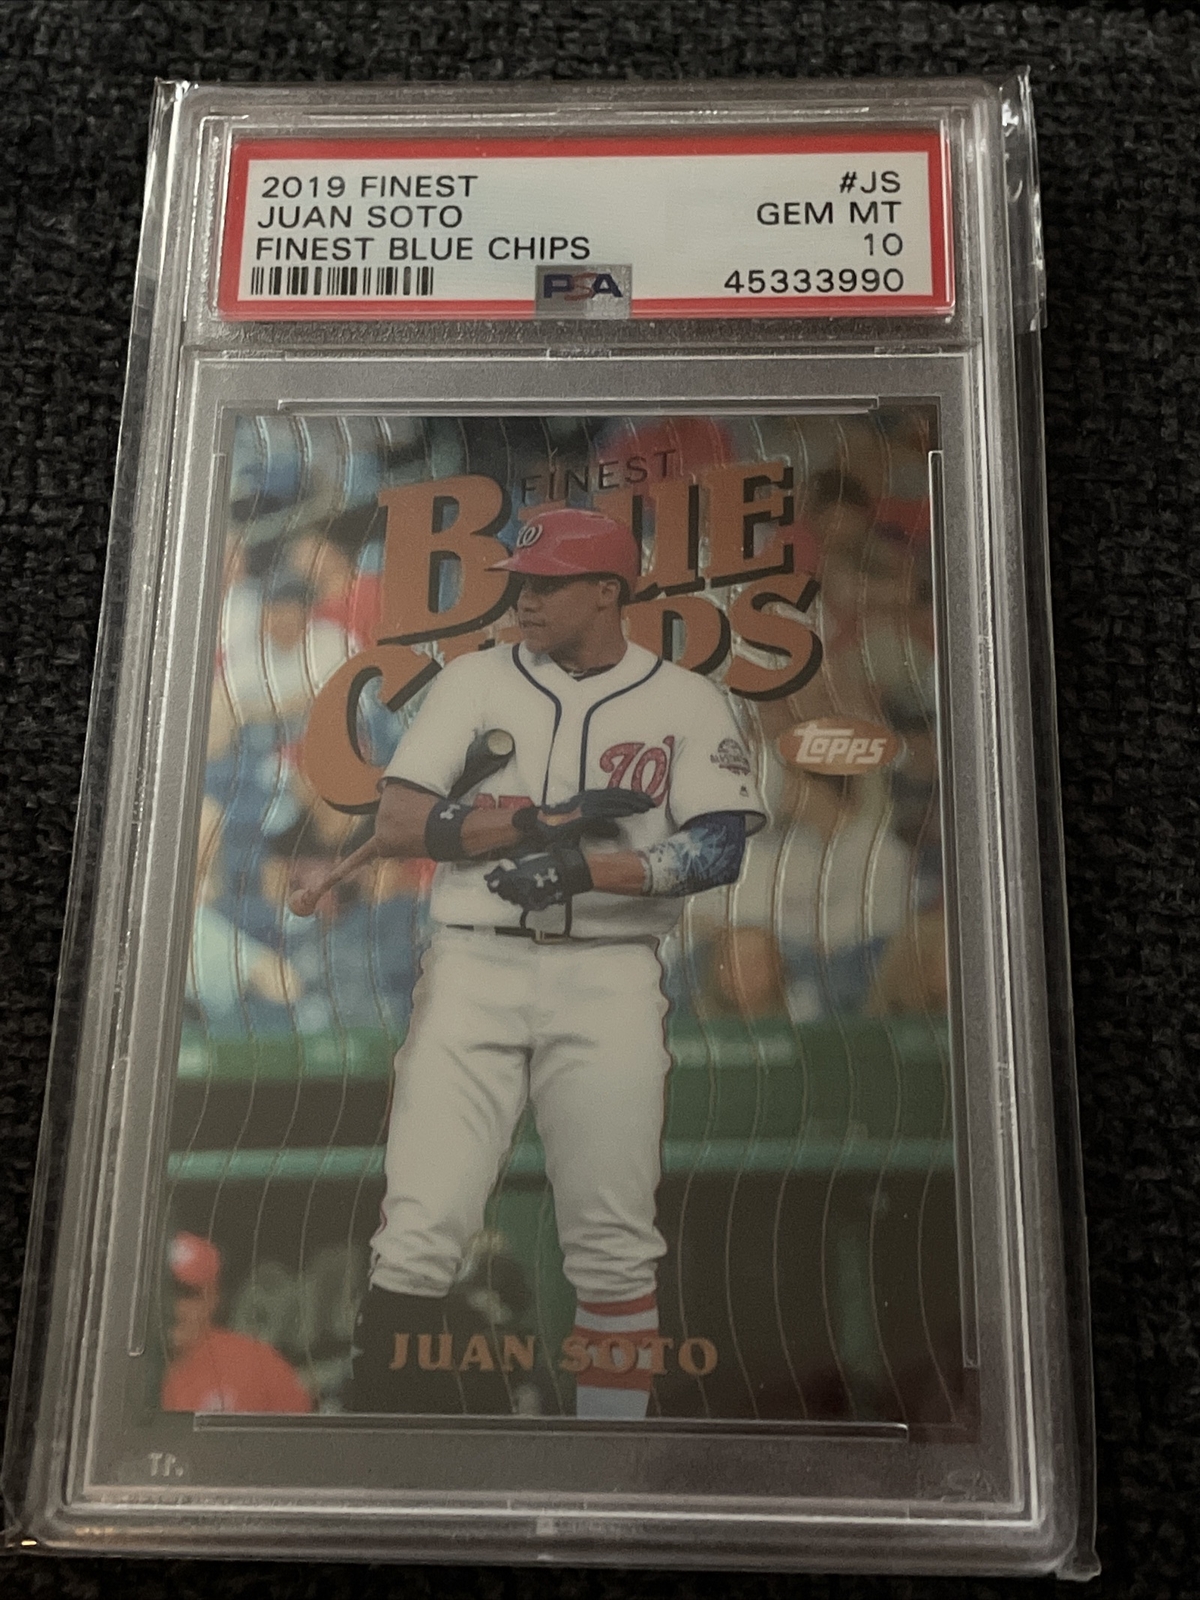 2019 FINEST #JS
JUAN SOTO GEM MT
FINEST BLUE CHIPS 10
PSA 45333990
FINEST
BLUE
CHIPS
TOPPS
W
W
JUAN SOTO